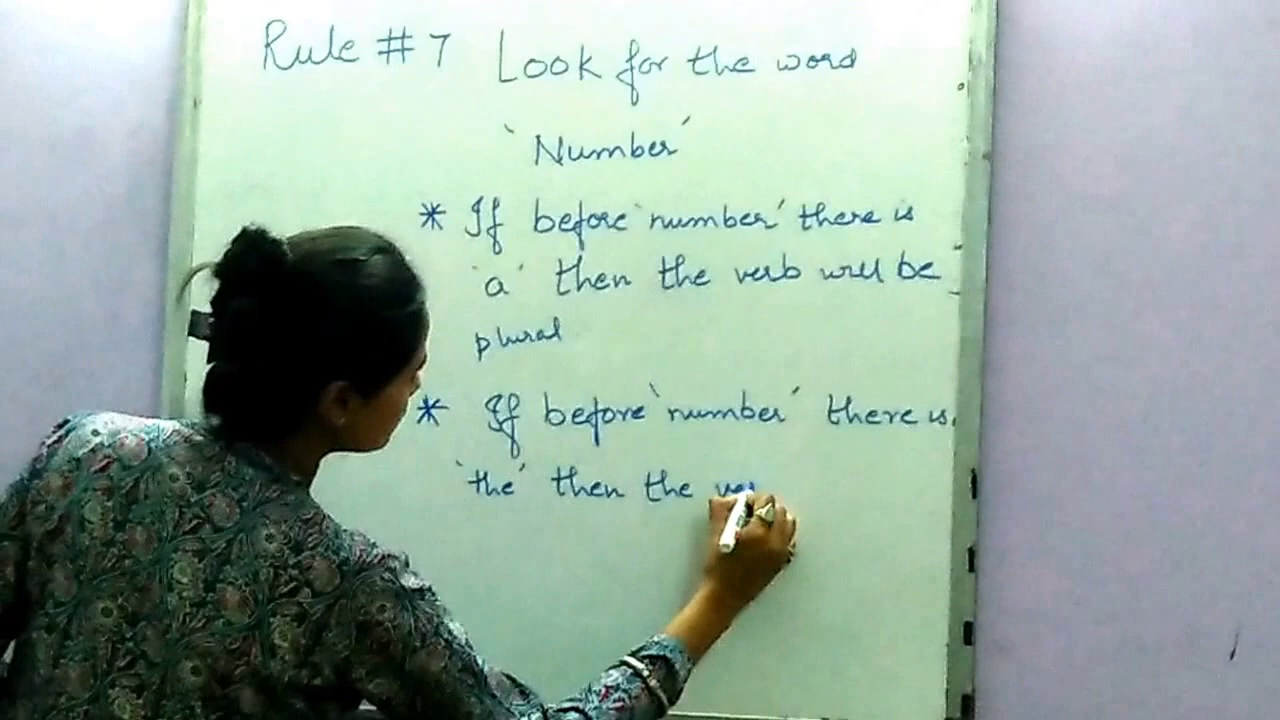 Rule #7 Look for the word
'Number'
* If before 'number' there is
'a' then the verb will be
plural
* If before 'number' there is
'the' then the ve